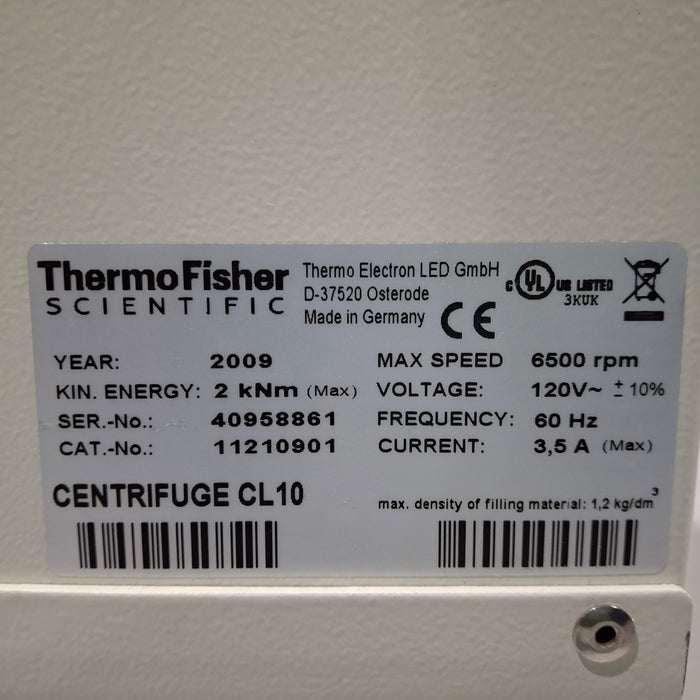 ThermoFisher
SCIENTIFIC
Thermo Electron LED GmbH
D-37520 Osterode
Made in Germany
CE
C UL US LISTED
3KUK
YEAR: 2009
KIN. ENERGY: 2 kNm (Max)
SER.-No.: 40958861
CAT.-No.: 11210901
MAX SPEED 6500 rpm
VOLTAGE: 120V~ ± 10%
FREQUENCY: 60 Hz
CURRENT: 3,5 A (Max)
CENTRIFUGE CL10
max. density of filling material: 1,2 kg/dm³